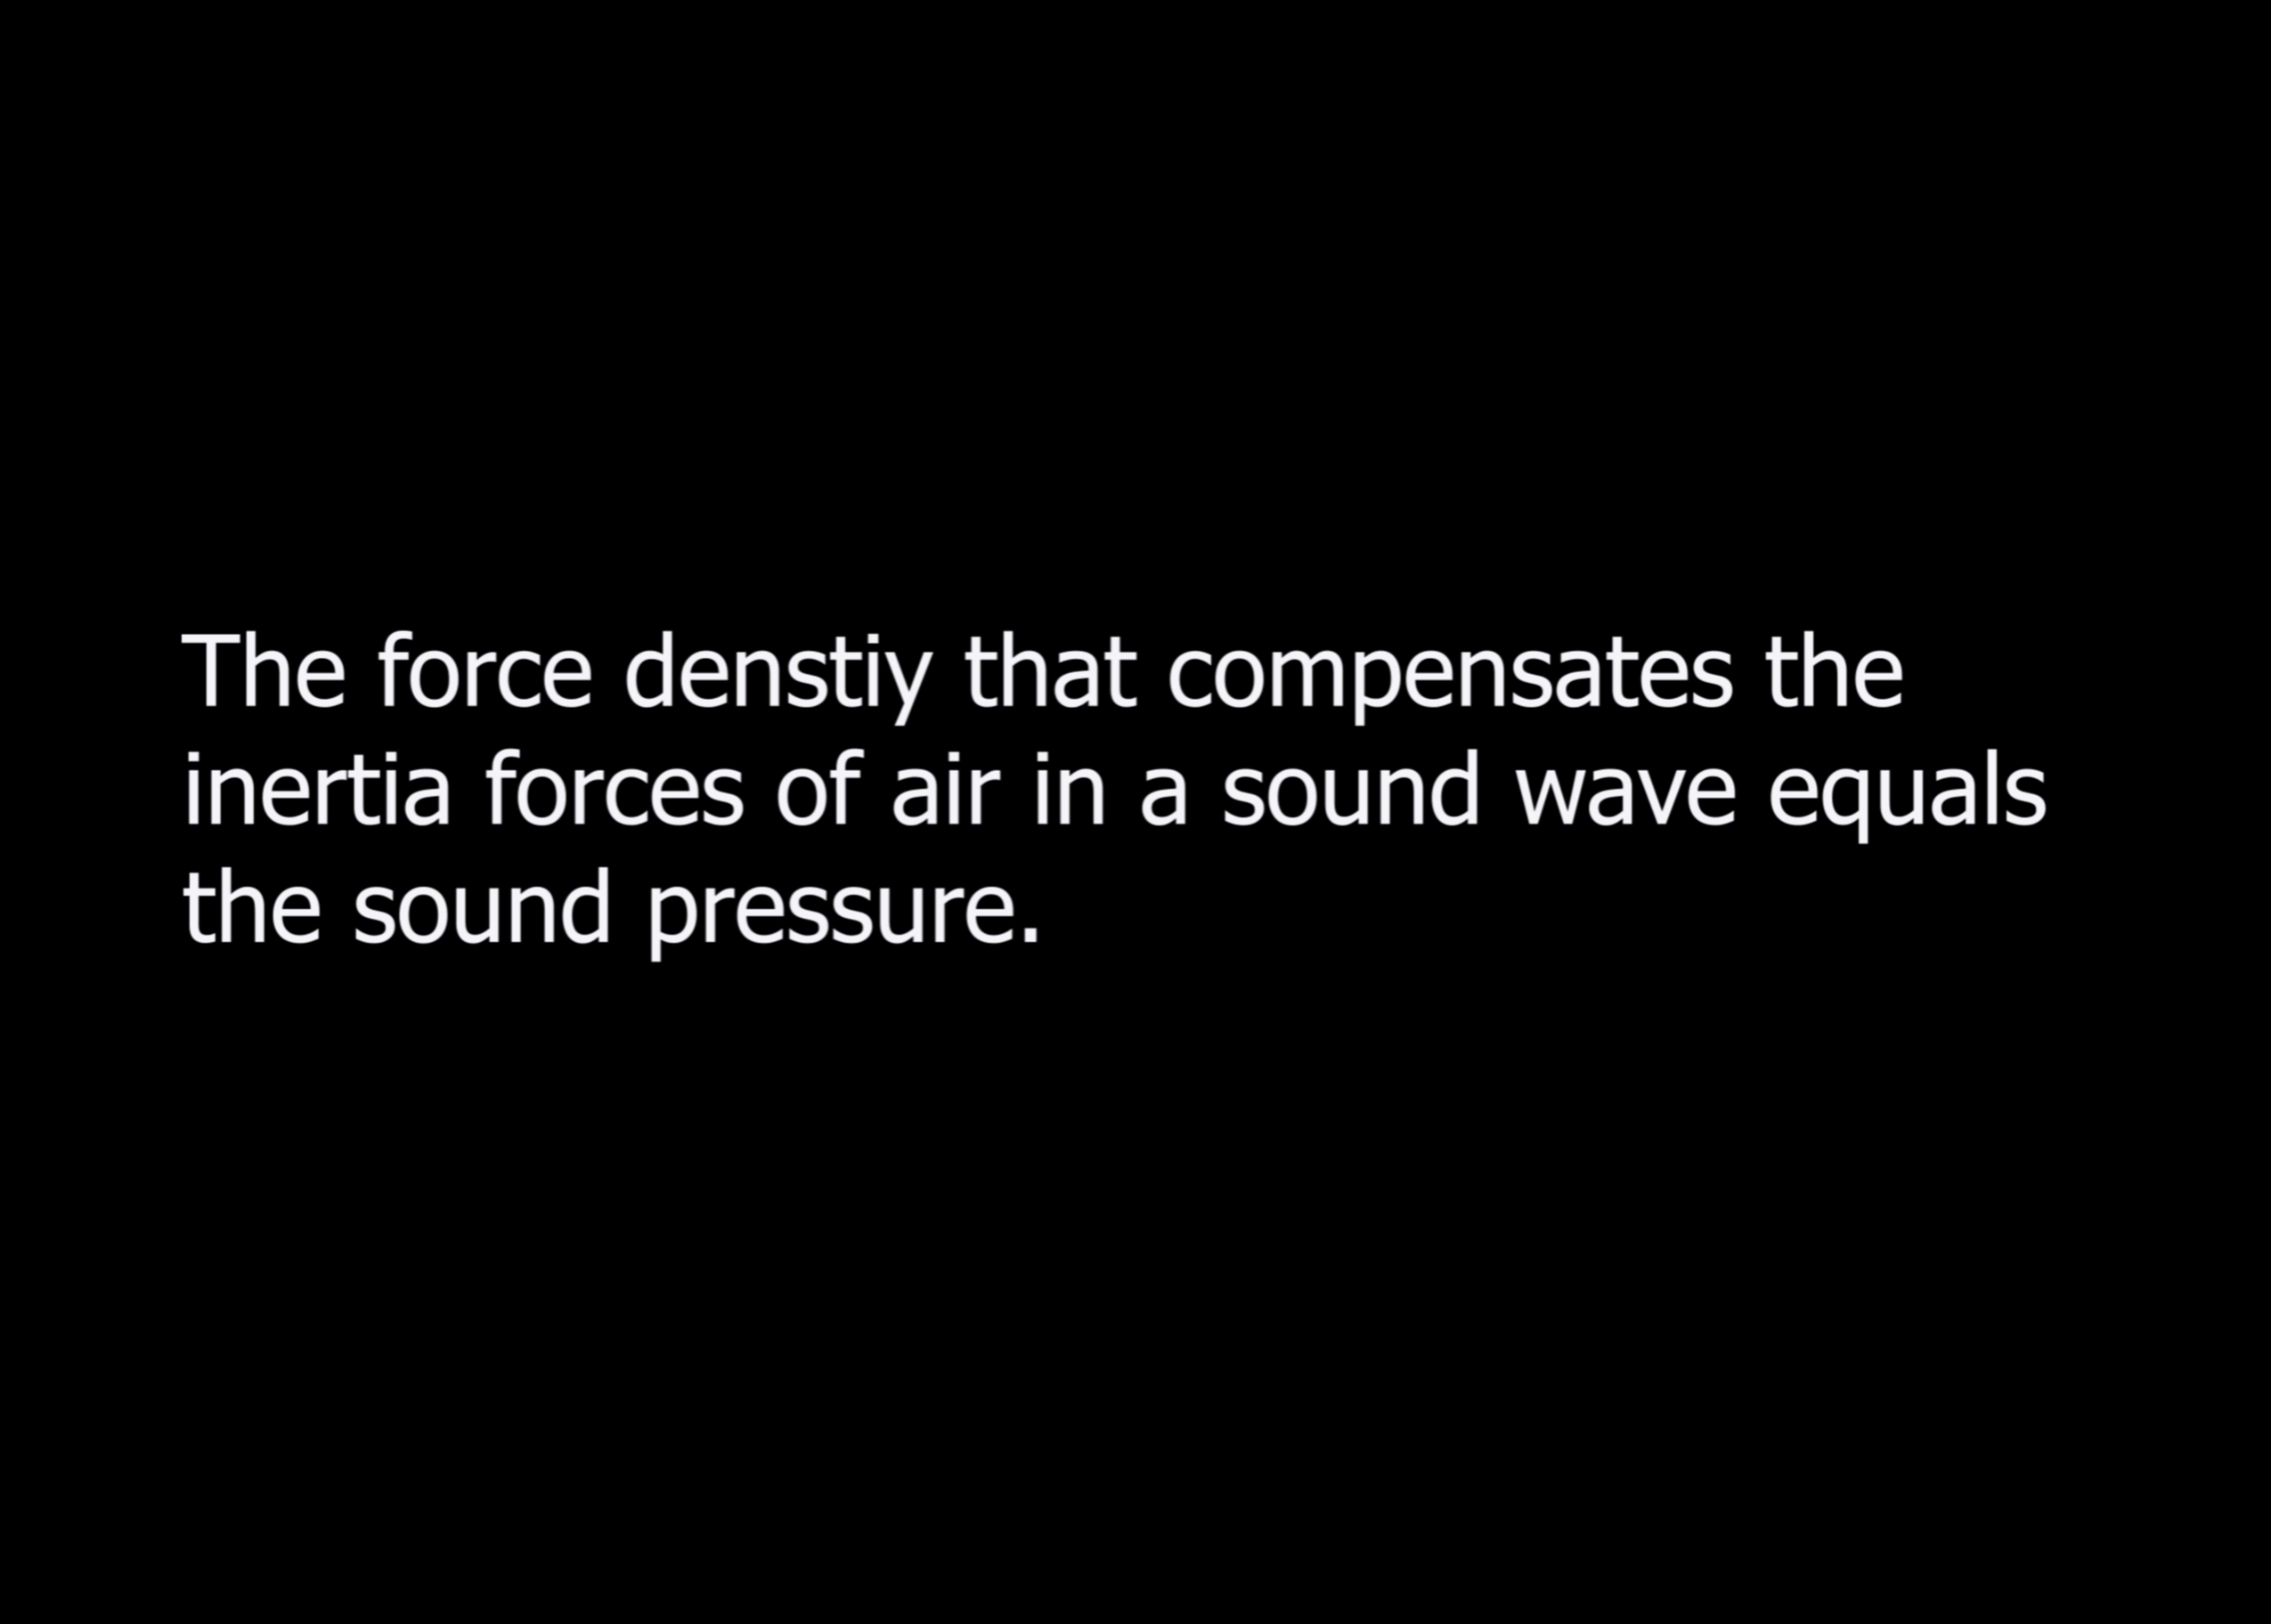 The force denstiy that compensates the
inertia forces of air in a sound wave equals
the sound pressure.